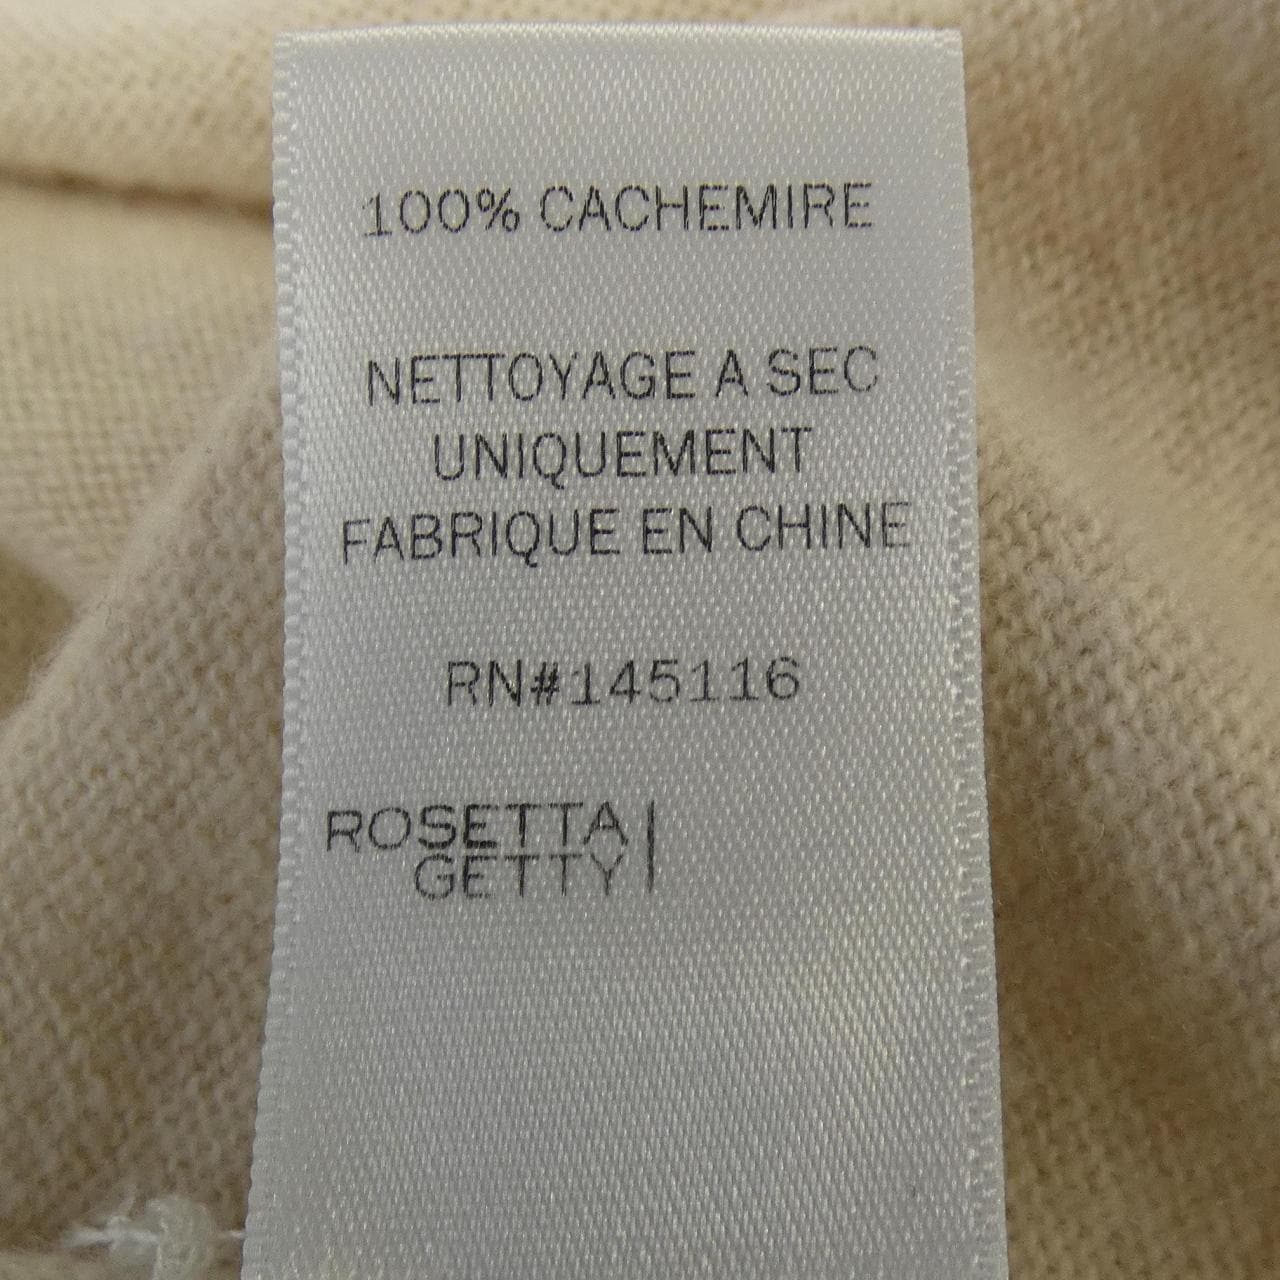 100% CACHEMIRE
NETTOYAGE A SEC
UNIQUEMENT
FABRIQUE EN CHINE
RN#145116
ROSETTA
GETTY